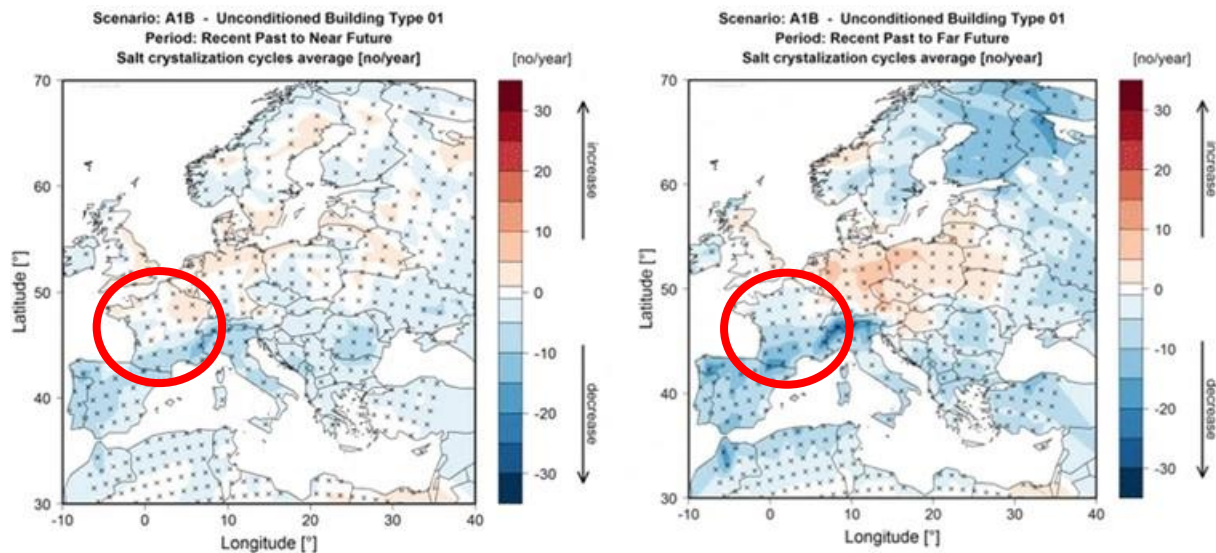 Scenario: A1B - Unconditioned Building Type 01
Period: Recent Past to Near Future
Salt crystalization cycles average [no/year]
[no/year]
70
60
50
40
30
Latitude [°]
-10
0
10
20
30
40
Longitude [°]
30
20
10
0
-10
-20
-30
increase
decrease
Scenario: A1B - Unconditioned Building Type 01
Period: Recent Past to Far Future
Salt crystalization cycles average [no/year]
[no/year]
70
60
50
40
30
Latitude [°]
-10
0
10
20
30
40
Longitude [°]
30
20
10
0
-10
-20
-30
increase
decrease